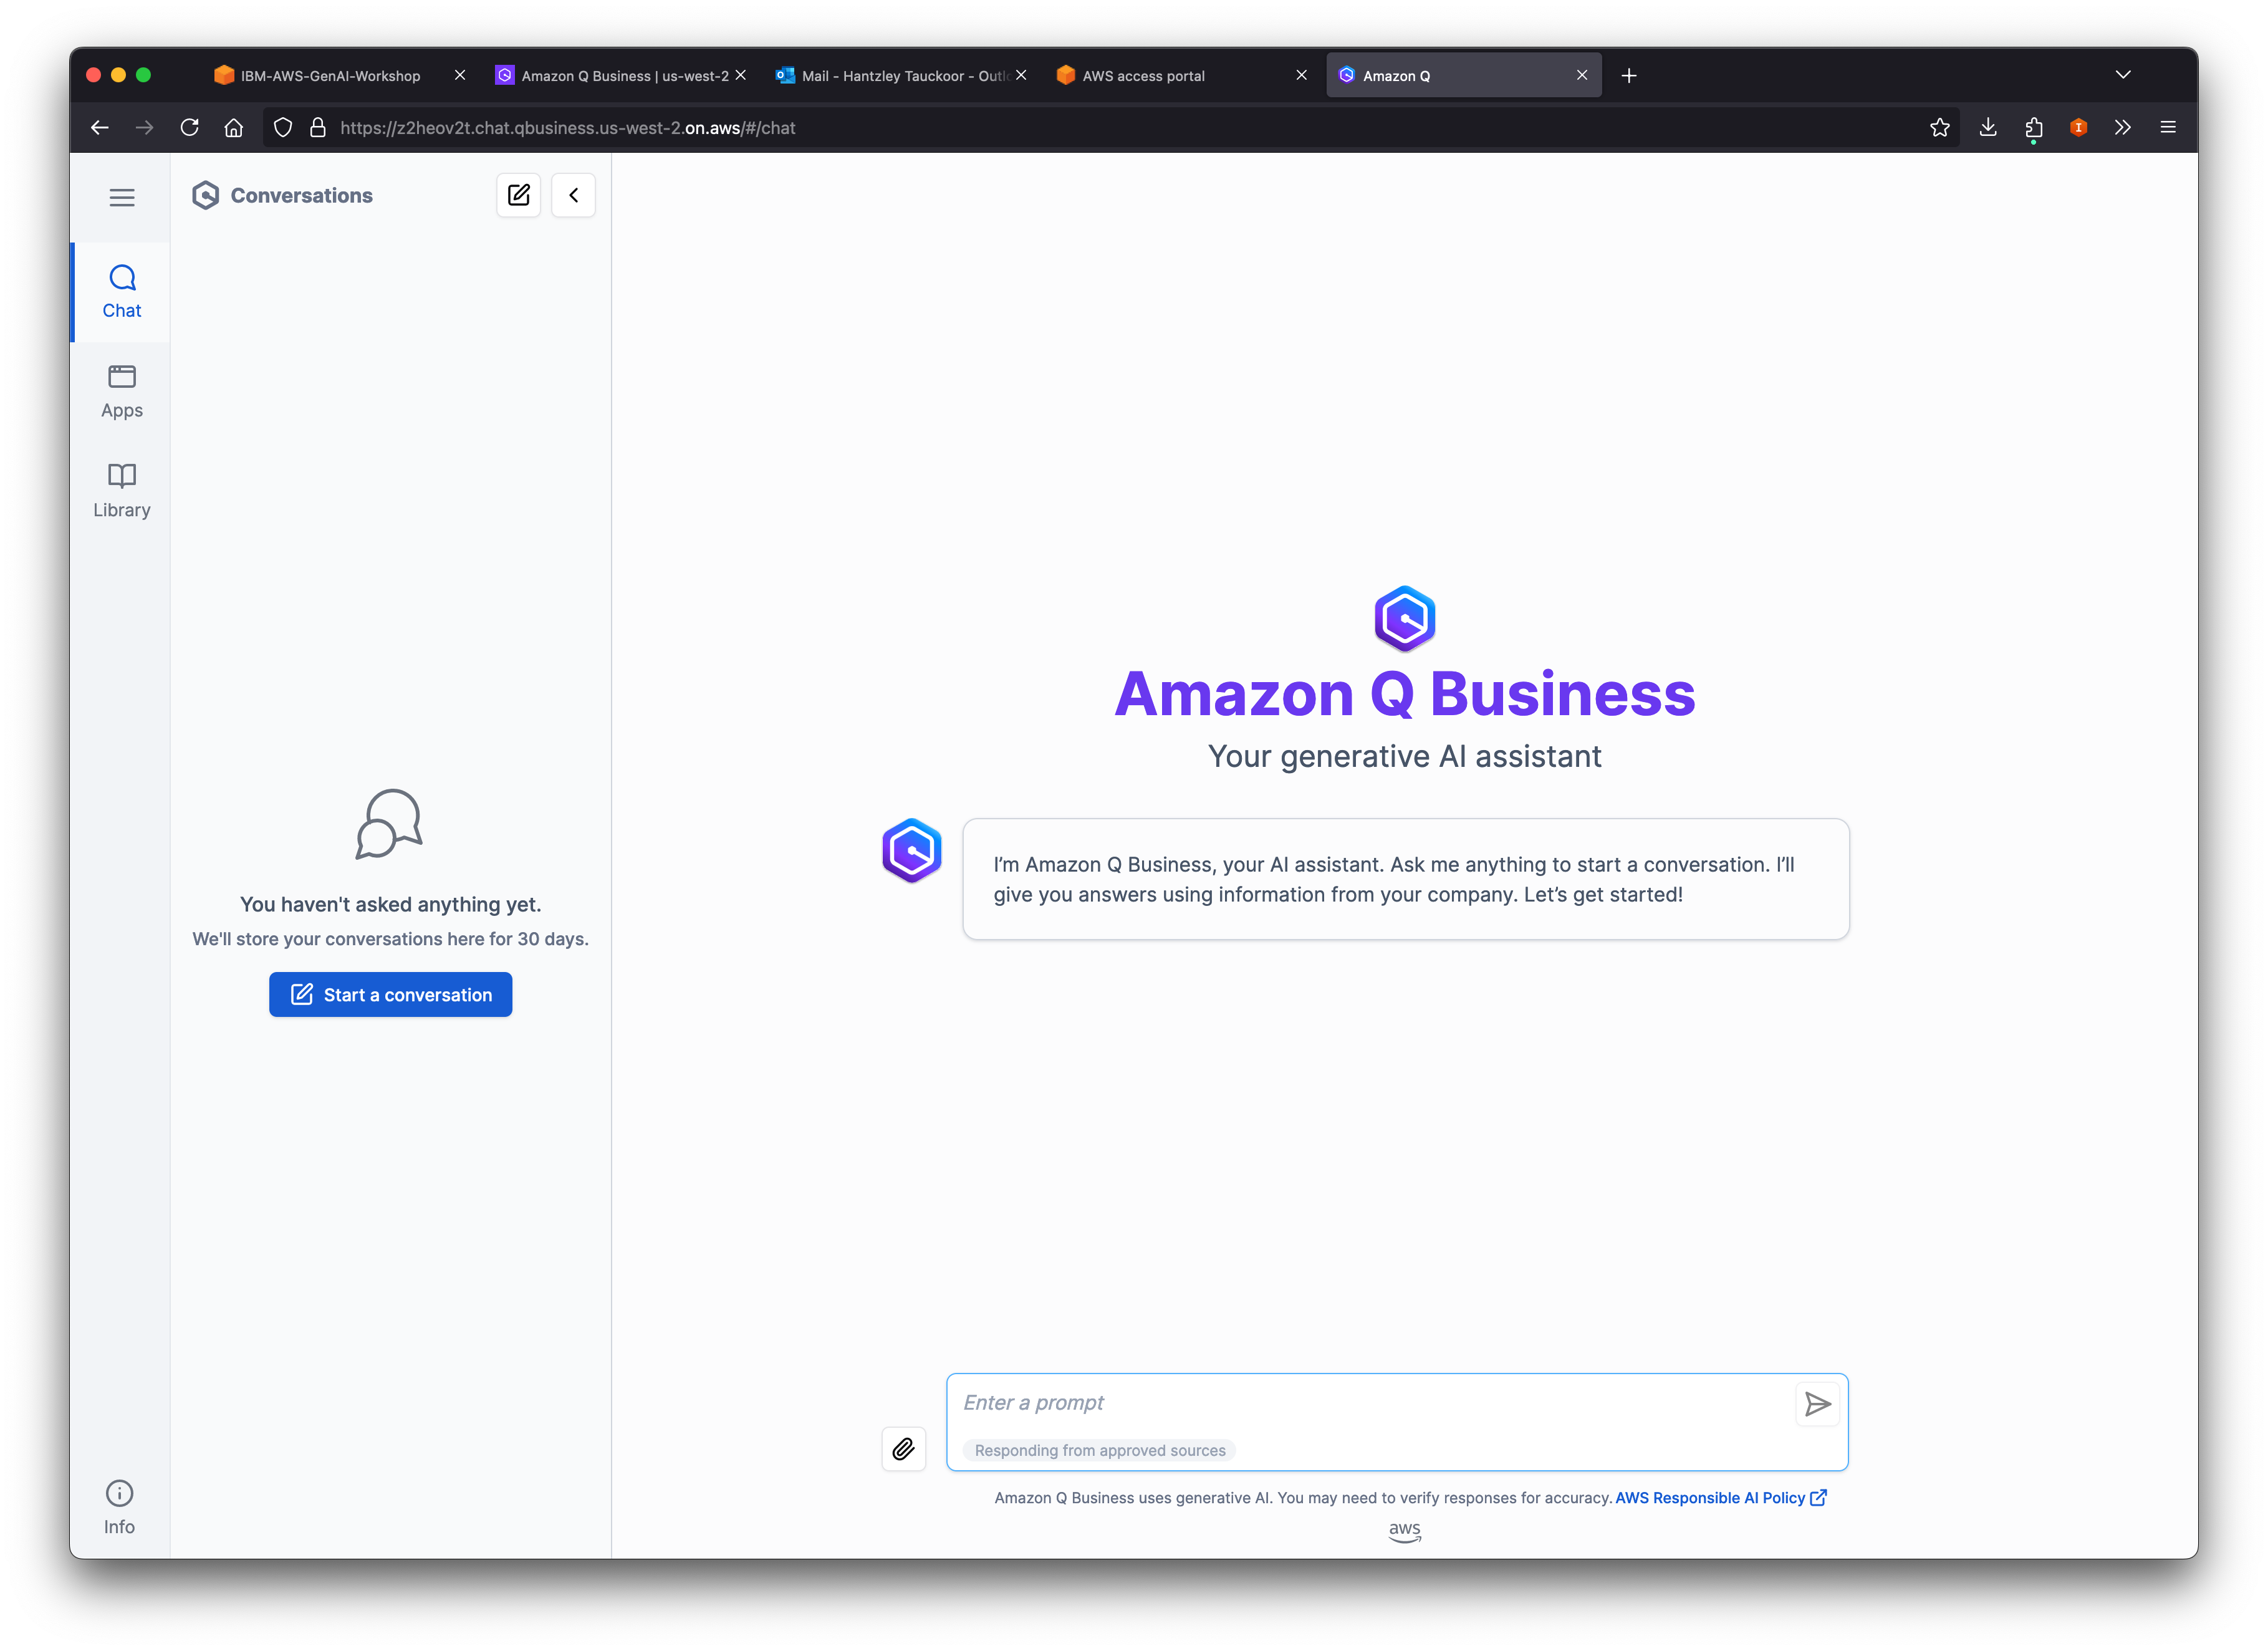 IBM-AWS-GenAI-Workshop
Amazon Q Business | us-west-2
Mail - Hantzley Tauckoor - Outl
AWS access portal
Amazon Q
https://z2heov2t.chat.qbusiness.us-west-2.on.aws/#/chat
Conversations
Chat
Apps
Library
Amazon Q Business
Your generative AI assistant
I’m Amazon Q Business, your AI assistant. Ask me anything to start a conversation. I’ll
give you answers using information from your company. Let’s get started!
You haven't asked anything yet.
We'll store your conversations here for 30 days.
Start a conversation
Enter a prompt
Responding from approved sources
Amazon Q Business uses generative AI. You may need to verify responses for accuracy. AWS Responsible AI Policy
aws
Info